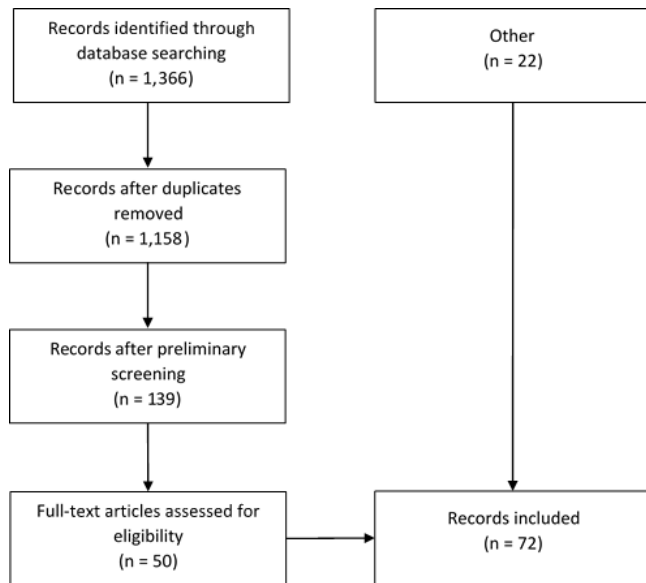 Records identified through
database searching
(n = 1,366)
Other
(n = 22)
Records after duplicates
removed
(n = 1,158)
Records after preliminary
screening
(n = 139)
Full-text articles assessed for
eligibility
(n = 50)
Records included
(n = 72)